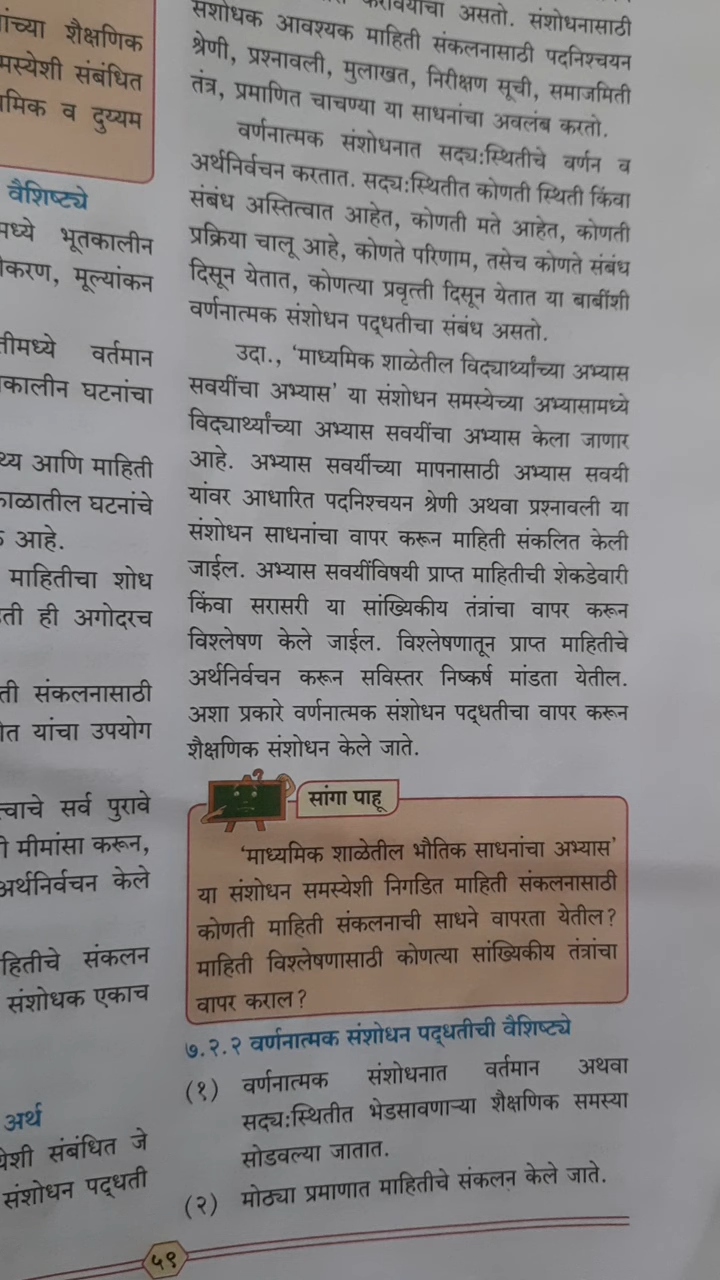 ांच्या शैक्षणिक
मस्येशी संबंधित
मिक व दुय्यम
वैशिष्ट्ये
मध्ये भूतकालीन
ीकरण, मूल्यांकन
तीमध्ये वर्तमान
कालीन घटनांचा
थ्य आणि माहिती
काळातील घटनांचे
आहे.
माहितीचा शोध
ती ही अगोदरच
ती संकलनासाठी
ोत यांचा उपयोग
त्वाचे सर्व पुरावे
ी मीमांसा करून,
अर्थनिर्वचन केले
हितीचे संकलन
संशोधक एकाच
अर्थ
येशी संबंधित जे
संशोधन पद्धती
करावयाचा असतो. संशोधनासाठी
संशोधक आवश्यक माहिती संकलनासाठी पदनिश्चयन
श्रेणी, प्रश्नावली, मुलाखत, निरीक्षण सूची, समाजमिती
तंत्र, प्रमाणित चाचण्या या साधनांचा अवलंब करतो.
वर्णनात्मक संशोधनात सद्य:स्थितीचे वर्णन व
अर्थनिर्वचन करतात. सद्य:स्थितीत कोणती स्थिती किंवा
संबंध अस्तित्वात आहेत, कोणती मते आहेत, कोणती
प्रक्रिया चालू आहे, कोणते परिणाम, तसेच कोणते संबंध
दिसून येतात, कोणत्या प्रवृत्ती दिसून येतात या बाबींशी
वर्णनात्मक संशोधन पद्धतीचा संबंध असतो.
उदा., ‘माध्यमिक शाळेतील विद्यार्थ्यांच्या अभ्यास
सवयींचा अभ्यास’ या संशोधन समस्येच्या अभ्यासामध्ये
विद्यार्थ्यांच्या अभ्यास सवयींचा अभ्यास केला जाणार
आहे. अभ्यास सवयींच्या मापनासाठी अभ्यास सवयी
यांवर आधारित पदनिश्चयन श्रेणी अथवा प्रश्नावली या
संशोधन साधनांचा वापर करून माहिती संकलित केली
जाईल. अभ्यास सवयींविषयी प्राप्त माहितीची शेकडेवारी
किंवा सरासरी या सांख्यिकीय तंत्रांचा वापर करून
विश्लेषण केले जाईल. विश्लेषणातून प्राप्त माहितीचे
अर्थनिर्वचन करून सविस्तर निष्कर्ष मांडता येतील.
अशा प्रकारे वर्णनात्मक संशोधन पद्धतीचा वापर करून
शैक्षणिक संशोधन केले जाते.
सांगा पाहू
‘माध्यमिक शाळेतील भौतिक साधनांचा अभ्यास’
या संशोधन समस्येशी निगडित माहिती संकलनासाठी
कोणती माहिती संकलनाची साधने वापरता येतील?
माहिती विश्लेषणासाठी कोणत्या सांख्यिकीय तंत्रांचा
वापर कराल?
७.२.२ वर्णनात्मक संशोधन पद्धतीची वैशिष्ट्ये
(१) वर्णनात्मक संशोधनात वर्तमान अथवा
सद्य:स्थितीत भेडसावणाऱ्या शैक्षणिक समस्या
सोडवल्या जातात.
(२) मोठ्या प्रमाणात माहितीचे संकलन केले जाते.
५९